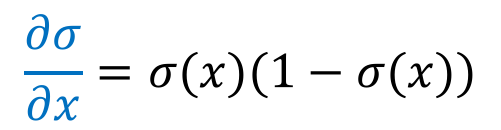 ∂σ/∂x = σ(x)(1 − σ(x))